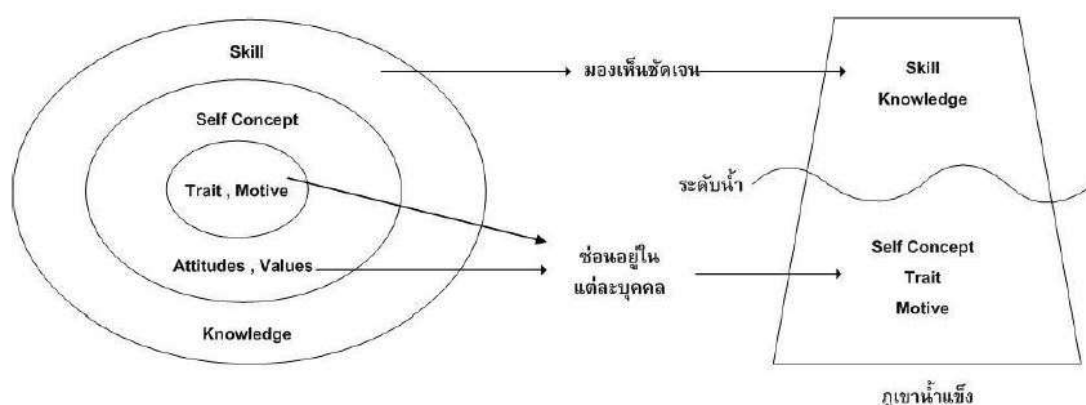 Skill
Self Concept
Trait , Motive
Attitudes , Values
Knowledge
มองเห็นชัดเจน
ซ่อนอยู่ใน
แต่ละบุคคล
Skill
Knowledge
ระดับน้ำ
Self Concept
Trait
Motive
ภูเขาน้ำแข็ง